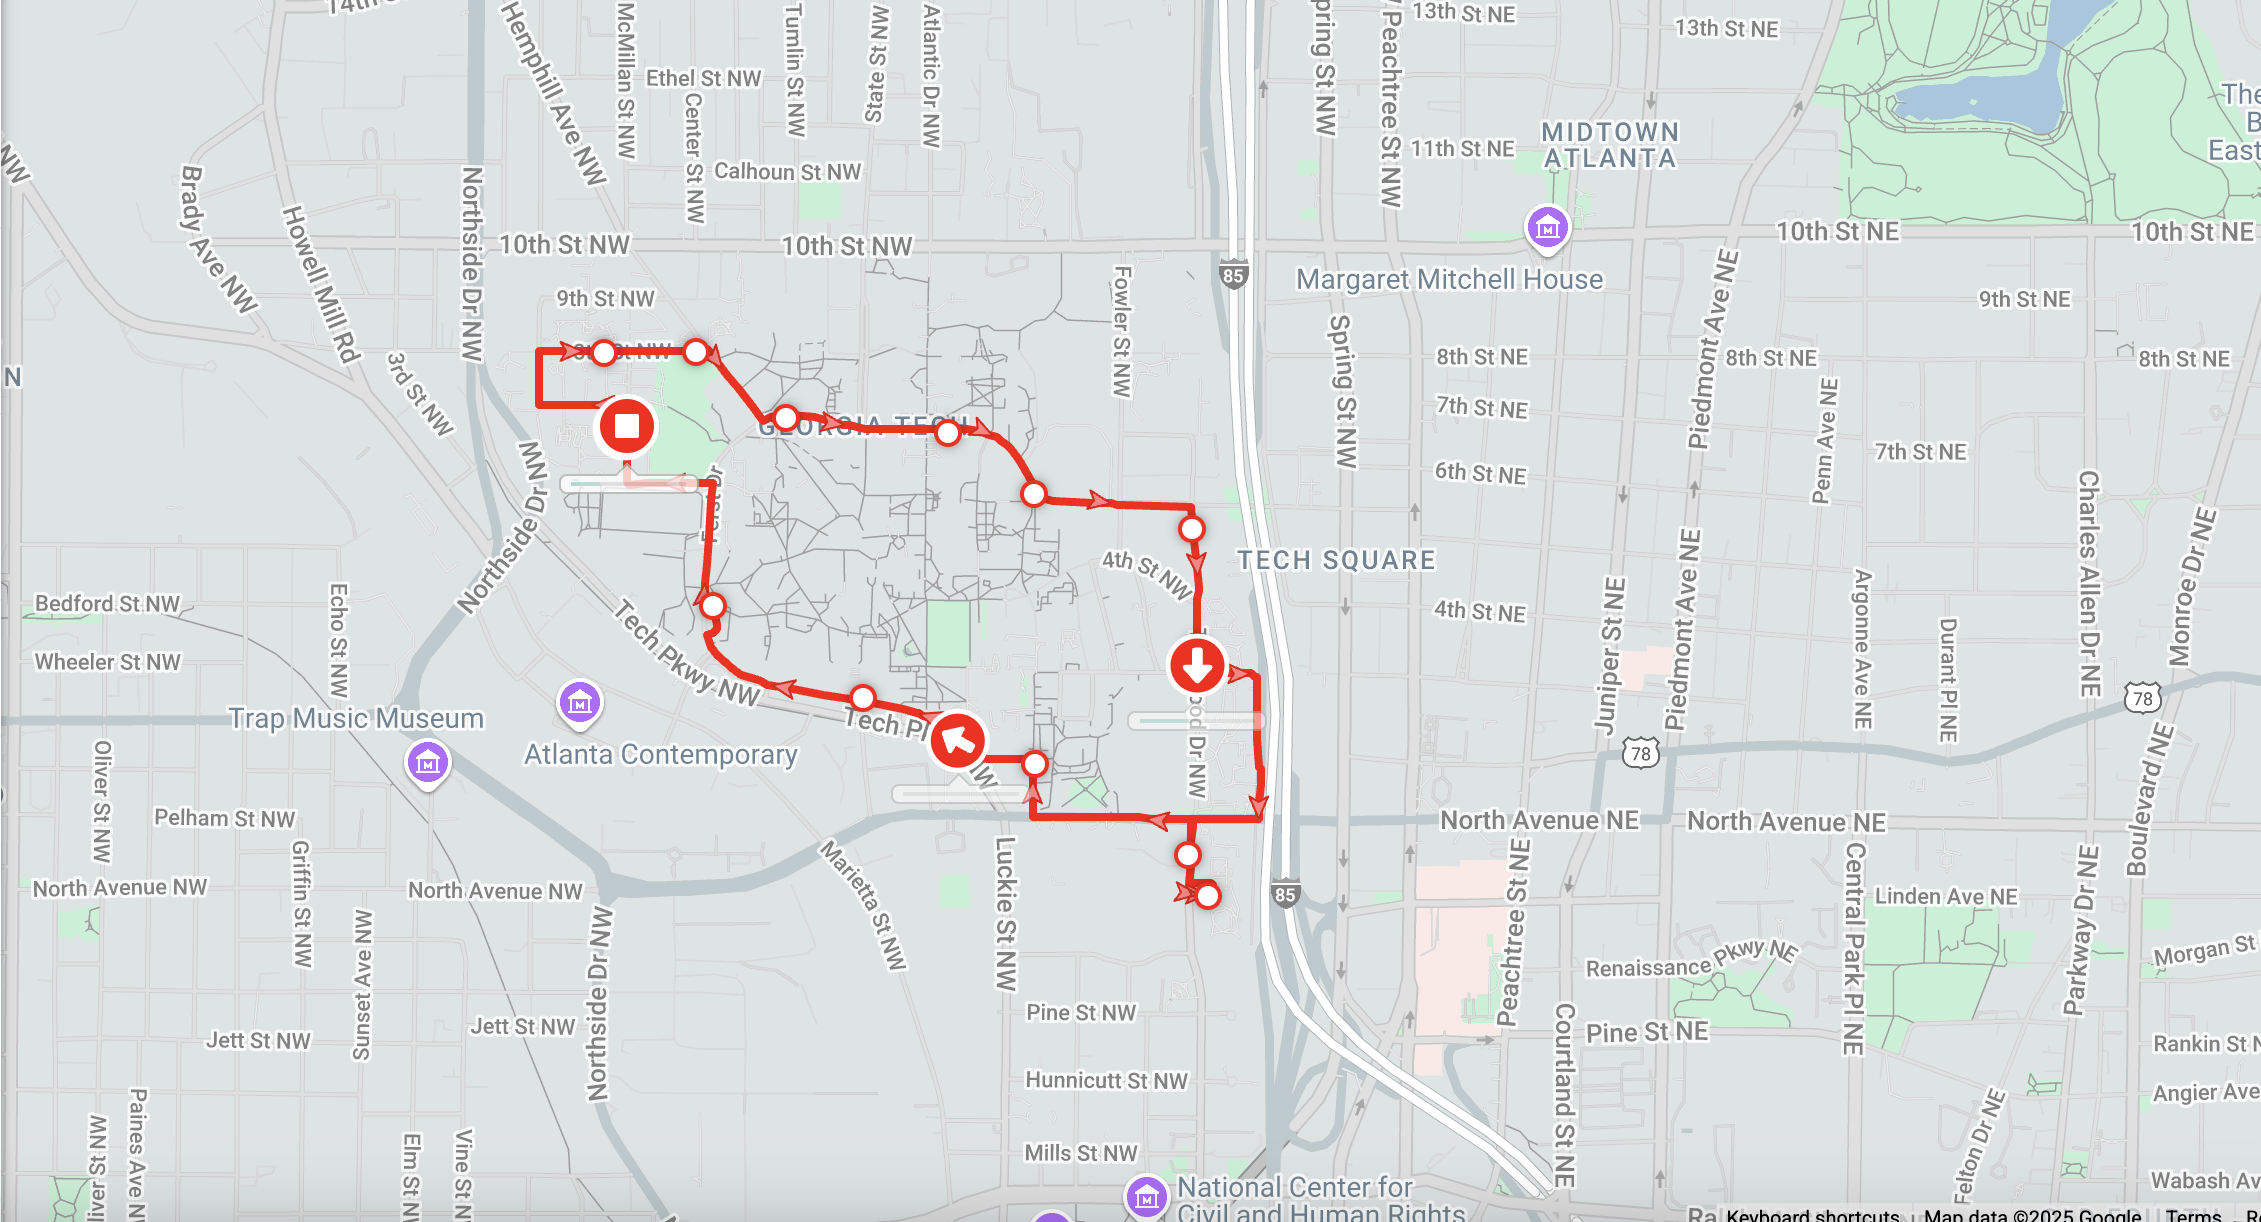 14th
Hemphill Ave NW
McMillan St NW
Tumlin St NW
State St NW
Atlantic Dr NW
Spring St NW
W Peachtree St NW
13th St NE
13th St NE
Ethel St NW
Center St NW
Calhoun St NW
MIDTOWN
ATLANTA
11th St NE
The
B
East
NW
Brady Ave NW
Howell Mill Rd
Northside Dr NW
10th St NW
10th St NW
10th St NE
10th St NE
85
Margaret Mitchell House
9th St NW
Fowler St NW
9th St NE
Piedmont Ave NE
8th St NW
3rd St NW
Spring St NW
8th St NE
8th St NE
8th St NE
N
Penn Ave NE
7th St NE
GEORGIA TECH
7th St NE
6th St NE
Northside Dr NW
Charles Allen Dr NE
Monroe Dr NE
4th St NW
TECH SQUARE
Piedmont Ave NE
Juniper St NE
Argonne Ave NE
Durant Pl NE
4th St NE
Bedford St NW
Echo St NW
Tech Pkwy NW
Wheeler St NW
Trap Music Museum
Atlanta Contemporary
Tech
Dr NW
78
78
Oliver St NW
Boulevard NE
Pelham St NW
North Avenue NE
North Avenue NE
Griffin St NW
Marietta St NW
Luckie St NW
Peachtree St NE
Central Park Pl NE
Parkway Dr NE
North Avenue NW
North Avenue NW
85
Linden Ave NE
Sunset Ave NW
Northside Dr NW
Renaissance Pkwy NE
Morgan St
Pine St NW
Jett St NW
Jett St NW
Courtland St NE
Pine St NE
Rankin St N
Hunnicutt St NW
Angier Ave
Paines Ave NW
Elm St NW
Vine St N
Mills St NW
Felton Dr NE
National Center for
Civil and Human Rights
Wabash Av
Keyboard shortcuts
Map data ©2025 Google
Terms